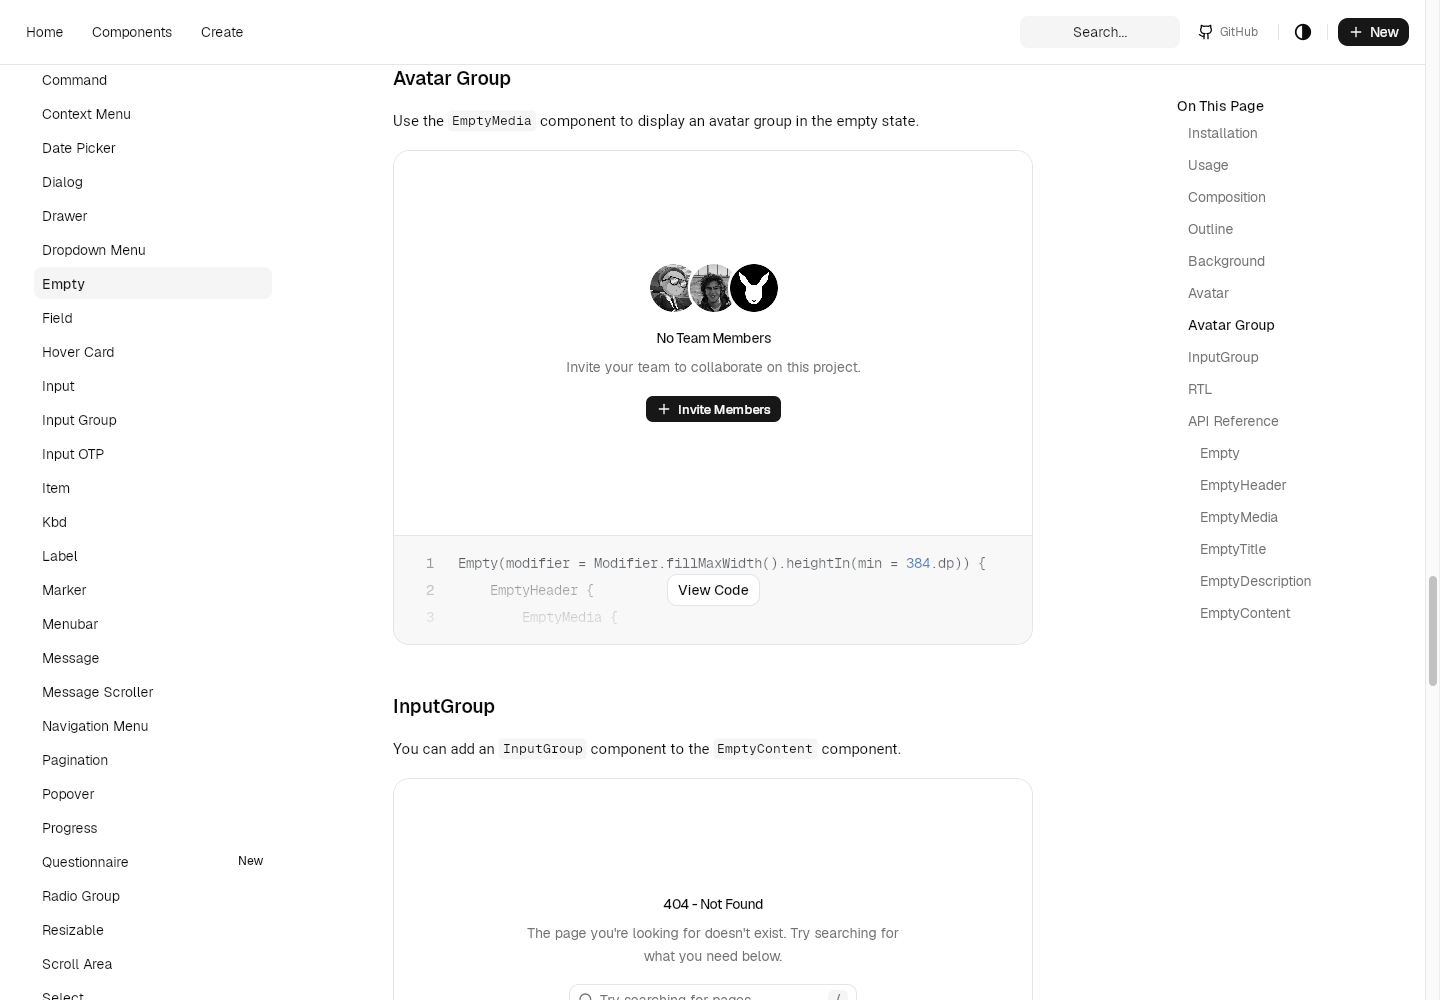 Home
Components
Create
Search...
GitHub
New
Command
Context Menu
Date Picker
Dialog
Drawer
Dropdown Menu
Empty
Field
Hover Card
Input
Input Group
Input OTP
Item
Kbd
Label
Marker
Menubar
Message
Message Scroller
Navigation Menu
Pagination
Popover
Progress
Questionnaire New
Radio Group
Resizable
Scroll Area
Select
Avatar Group
Use the EmptyMedia component to display an avatar group in the empty state.
No Team Members
Invite your team to collaborate on this project.
Invite Members
1 Empty(modifier = Modifier.fillMaxWidth().heightIn(min = 384.dp)) {
2 EmptyHeader {
View Code
3 EmptyMedia {
InputGroup
You can add an InputGroup component to the EmptyContent component.
404 - Not Found
The page you're looking for doesn't exist. Try searching for
what you need below.
Try searching for pages... /
On This Page
Installation
Usage
Composition
Outline
Background
Avatar
Avatar Group
InputGroup
RTL
API Reference
Empty
EmptyHeader
EmptyMedia
EmptyTitle
EmptyDescription
EmptyContent